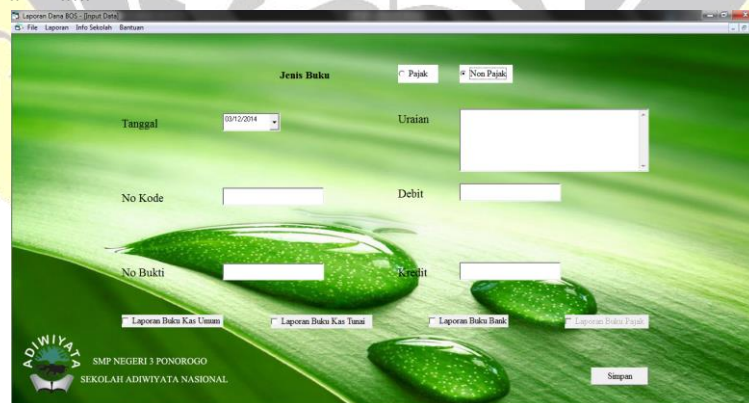 Laporan Dana BOS - [Input Data]
File Laporan Info Sekolah Bantuan
Jenis Buku Pajak Non Pajak
Tanggal 03/12/2014 Uraian
No Kode Debit
No Bukti Kredit
Laporan Buku Kas Umum Laporan Buku Kas Tunai Laporan Buku Bank Laporan Buku Pajak
ADIWIYATA
SMP NEGERI 3 PONOROGO
SEKOLAH ADIWIYATA NASIONAL
Simpan